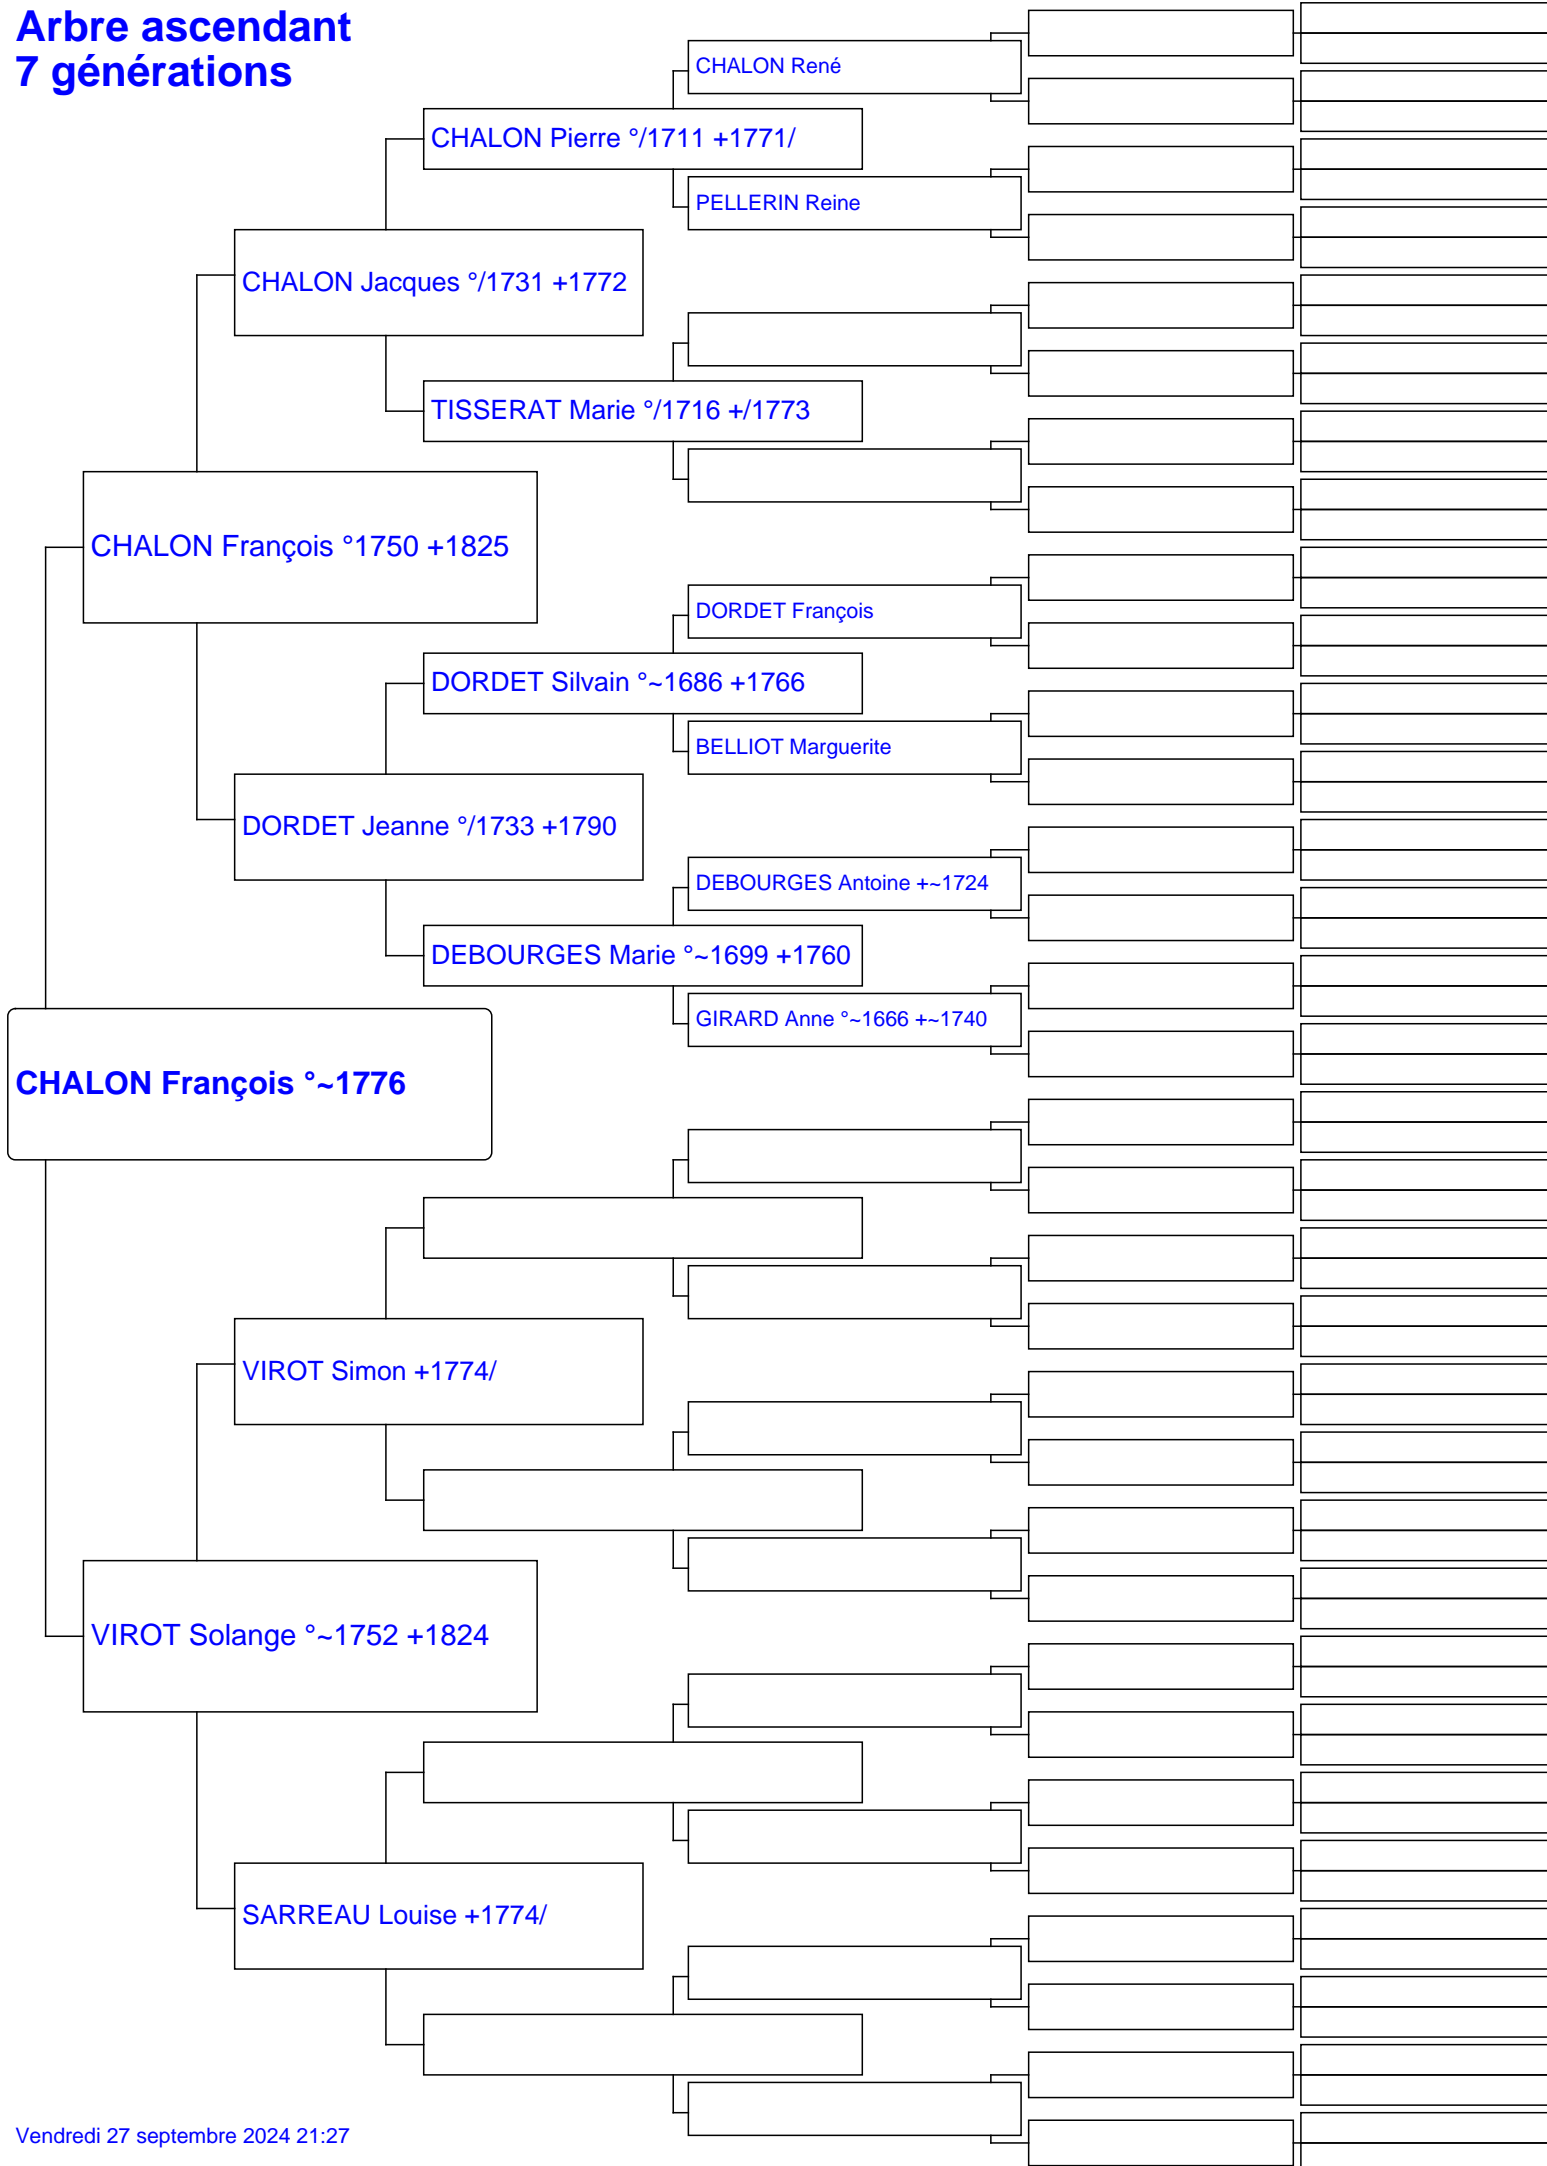 Arbre ascendant
7 générations
CHALON René
CHALON Pierre °/1711 +1771/
PELLERIN Reine
CHALON Jacques °/1731 +1772
TISSERAT Marie °/1716 +/1773
CHALON François °1750 +1825
DORDET François
DORDET Silvain °~1686 +1766
BELLIOT Marguerite
DORDET Jeanne °/1733 +1790
DEBOURGES Antoine +~1724
DEBOURGES Marie °~1699 +1760
GIRARD Anne °~1666 +~1740
CHALON François °~1776
VIROT Simon +1774/
VIROT Solange °~1752 +1824
SARREAU Louise +1774/
Vendredi 27 septembre 2024 21:27